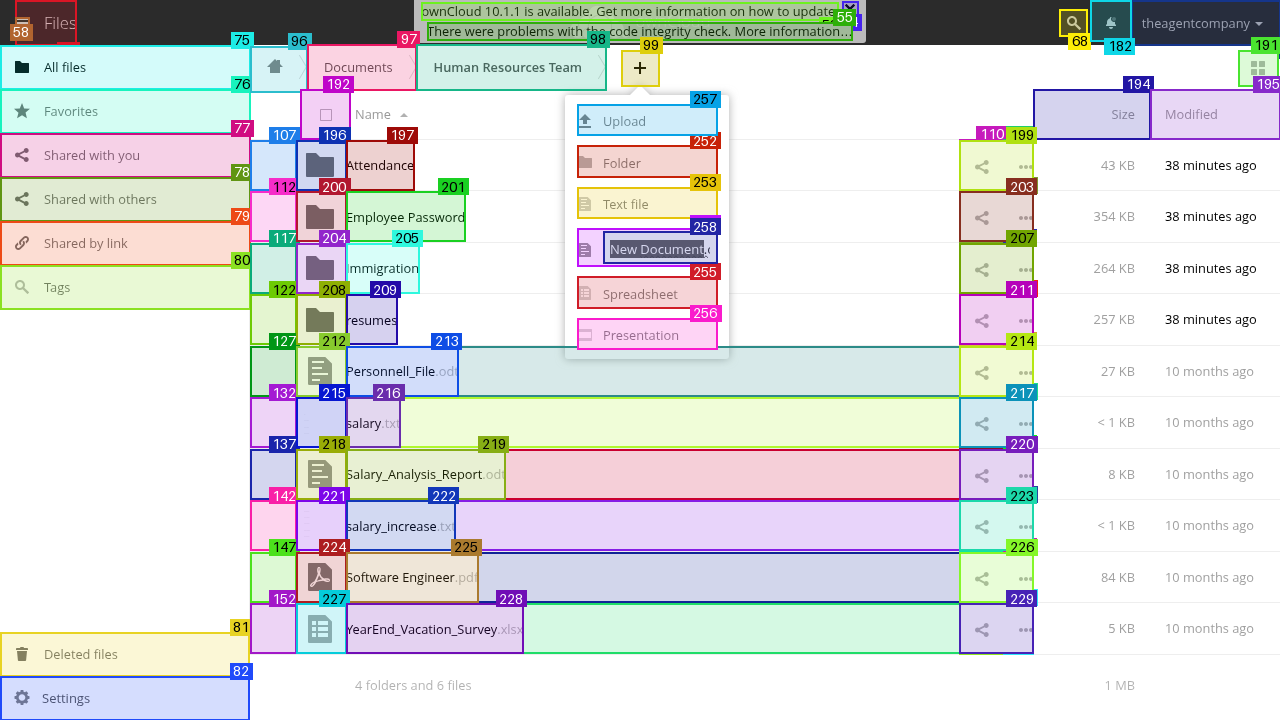 Files
ownCloud 10.1.1 is available. Get more information on how to update
There were problems with the code integrity check. More information...
theagentcompany
58
55
68
182
75
96
97
98
99
191
All files
Documents
Human Resources Team
+
76
192
257
194
195
Favorites
Name
Upload
Size
Modified
77
107
196
197
252
110
199
Shared with you
Attendance
Folder
43 KB
38 minutes ago
78
112
200
201
253
203
Shared with others
Employee Password
Text file
354 KB
38 minutes ago
79
117
204
205
258
207
Shared by link
Immigration
New Document
264 KB
38 minutes ago
80
122
208
209
255
211
Tags
resumes
Spreadsheet
257 KB
38 minutes ago
127
212
213
256
214
Presentation
Personnell_File.odt
27 KB
10 months ago
132
215
216
217
salary.txt
< 1 KB
10 months ago
137
218
219
220
Salary_Analysis_Report.odt
8 KB
10 months ago
142
221
222
223
salary_increase.txt
< 1 KB
10 months ago
147
224
225
226
Software Engineer.pdf
84 KB
10 months ago
152
227
228
229
YearEnd_Vacation_Survey.xlsx
5 KB
10 months ago
81
Deleted files
82
Settings
4 folders and 6 files
1 MB